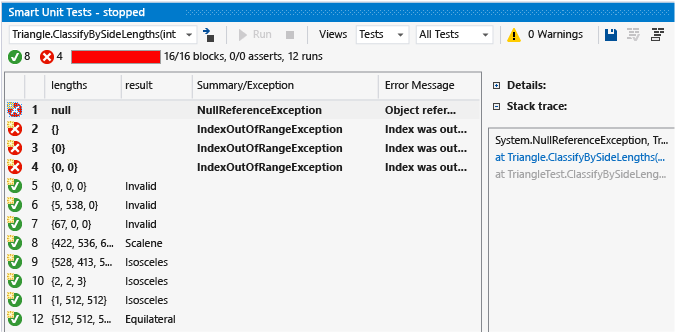 Smart Unit Tests - stopped
Triangle.ClassifyBySideLengths(int Run Views Tests All Tests 0 Warnings
8 4 16/16 blocks, 0/0 asserts, 12 runs
lengths result Summary/Exception Error Message
1 null NullReferenceException Object refer...
2 {} IndexOutOfRangeException Index was out...
3 {0} IndexOutOfRangeException Index was out...
4 {0, 0} IndexOutOfRangeException Index was out...
5 {0, 0, 0} Invalid
6 {5, 538, 0} Invalid
7 {67, 0, 0} Invalid
8 {422, 536, 6... Scalene
9 {528, 413, 5... Isosceles
10 {2, 2, 3} Isosceles
11 {1, 512, 512} Isosceles
12 {512, 512, 5... Equilateral
Details:
Stack trace:
System.NullReferenceException, Tr...
at Triangle.ClassifyBySideLengths(...
at TriangleTest.ClassifyBySideLeng...